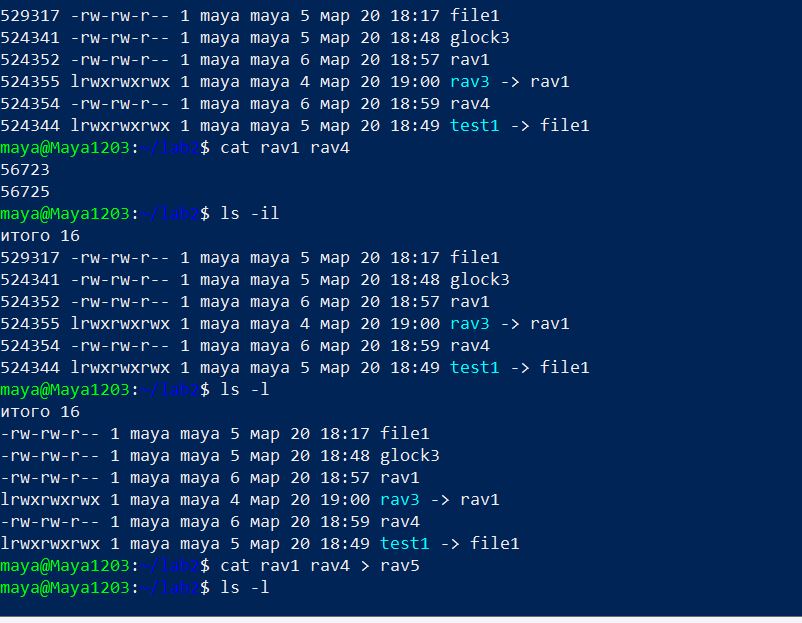 529317 -rw-rw-r-- 1 maya maya 5 мар 20 18:17 file1
524341 -rw-rw-r-- 1 maya maya 5 мар 20 18:48 glock3
524352 -rw-rw-r-- 1 maya maya 6 мар 20 18:57 rav1
524355 lrwxrwxrwx 1 maya maya 4 мар 20 19:00 rav3 -> rav1
524354 -rw-rw-r-- 1 maya maya 6 мар 20 18:59 rav4
524344 lrwxrwxrwx 1 maya maya 5 мар 20 18:49 test1 -> file1
maya@Maya1203:~/lab2$ cat rav1 rav4
56723
56725
maya@Maya1203:~/lab2$ ls -il
итого 16
529317 -rw-rw-r-- 1 maya maya 5 мар 20 18:17 file1
524341 -rw-rw-r-- 1 maya maya 5 мар 20 18:48 glock3
524352 -rw-rw-r-- 1 maya maya 6 мар 20 18:57 rav1
524355 lrwxrwxrwx 1 maya maya 4 мар 20 19:00 rav3 -> rav1
524354 -rw-rw-r-- 1 maya maya 6 мар 20 18:59 rav4
524344 lrwxrwxrwx 1 maya maya 5 мар 20 18:49 test1 -> file1
maya@Maya1203:~/lab2$ ls -l
итого 16
-rw-rw-r-- 1 maya maya 5 мар 20 18:17 file1
-rw-rw-r-- 1 maya maya 5 мар 20 18:48 glock3
-rw-rw-r-- 1 maya maya 6 мар 20 18:57 rav1
lrwxrwxrwx 1 maya maya 4 мар 20 19:00 rav3 -> rav1
-rw-rw-r-- 1 maya maya 6 мар 20 18:59 rav4
lrwxrwxrwx 1 maya maya 5 мар 20 18:49 test1 -> file1
maya@Maya1203:~/lab2$ cat rav1 rav4 > rav5
maya@Maya1203:~/lab2$ ls -l